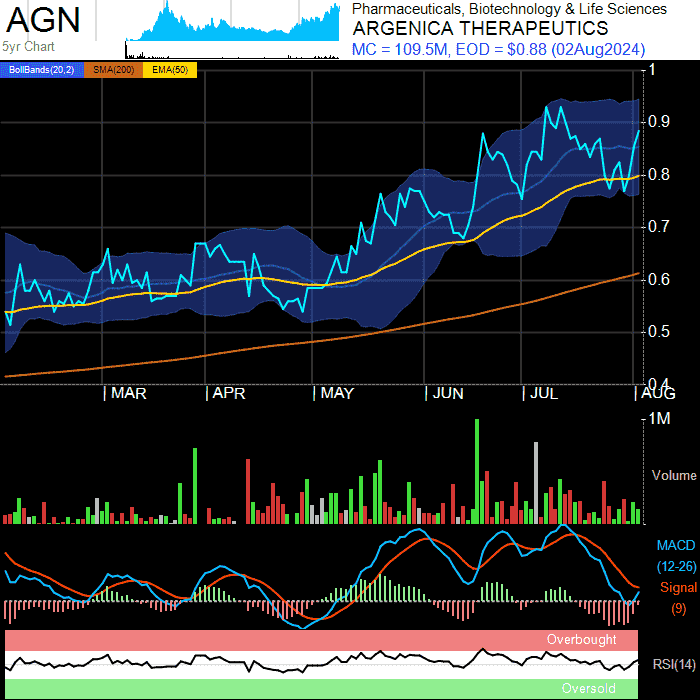 AGN
5yr Chart
Pharmaceuticals, Biotechnology & Life Sciences
ARGENICA THERAPEUTICS
MC = 109.5M, EOD = $0.88 (02Aug2024)
BollBands(20,2) SMA(200) EMA(50)
1
0.9
0.8
0.7
0.6
0.5
0.4
MAR APR MAY JUN JUL AUG
1M
Volume
MACD
(12-26)
Signal
(9)
Overbought
RSI(14)
Oversold